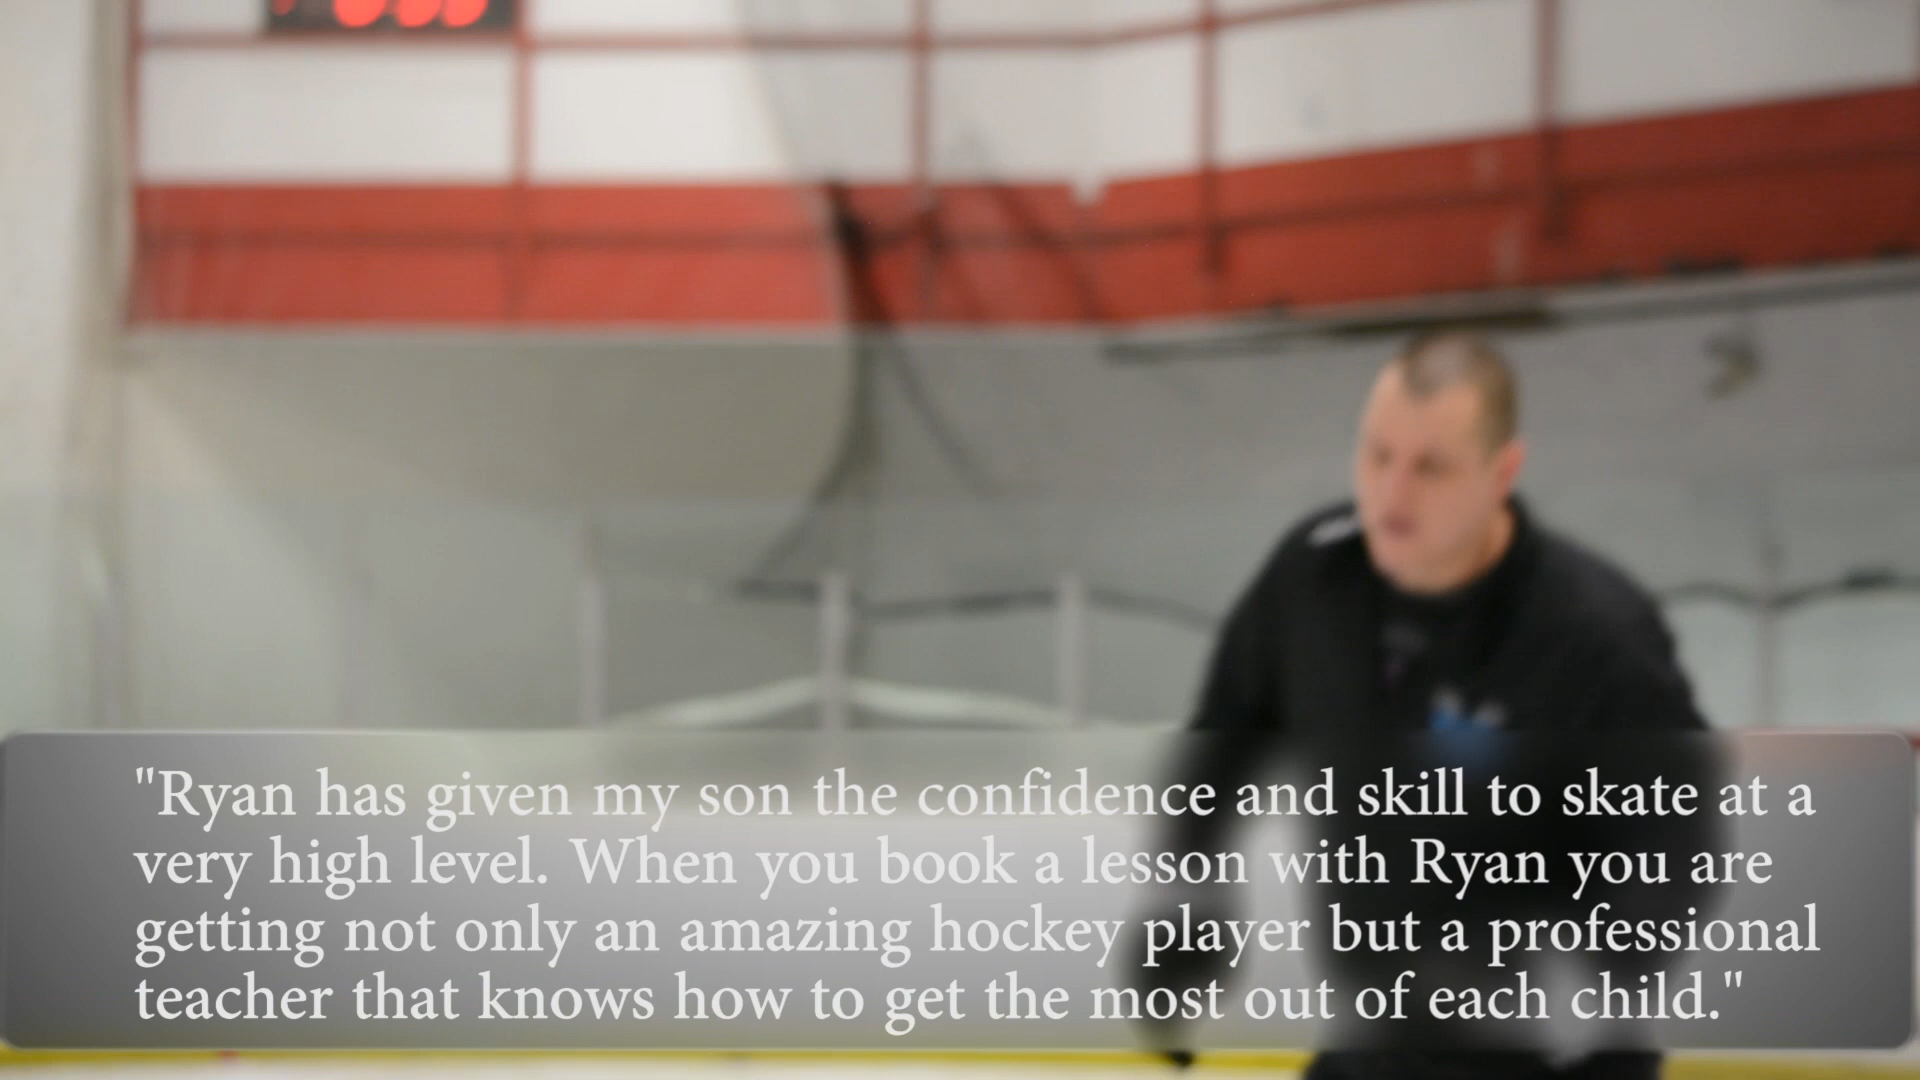 "Ryan has given my son the confidence and skill to skate at a
very high level. When you book a lesson with Ryan you are
getting not only an amazing hockey player but a professional
teacher that knows how to get the most out of each child."